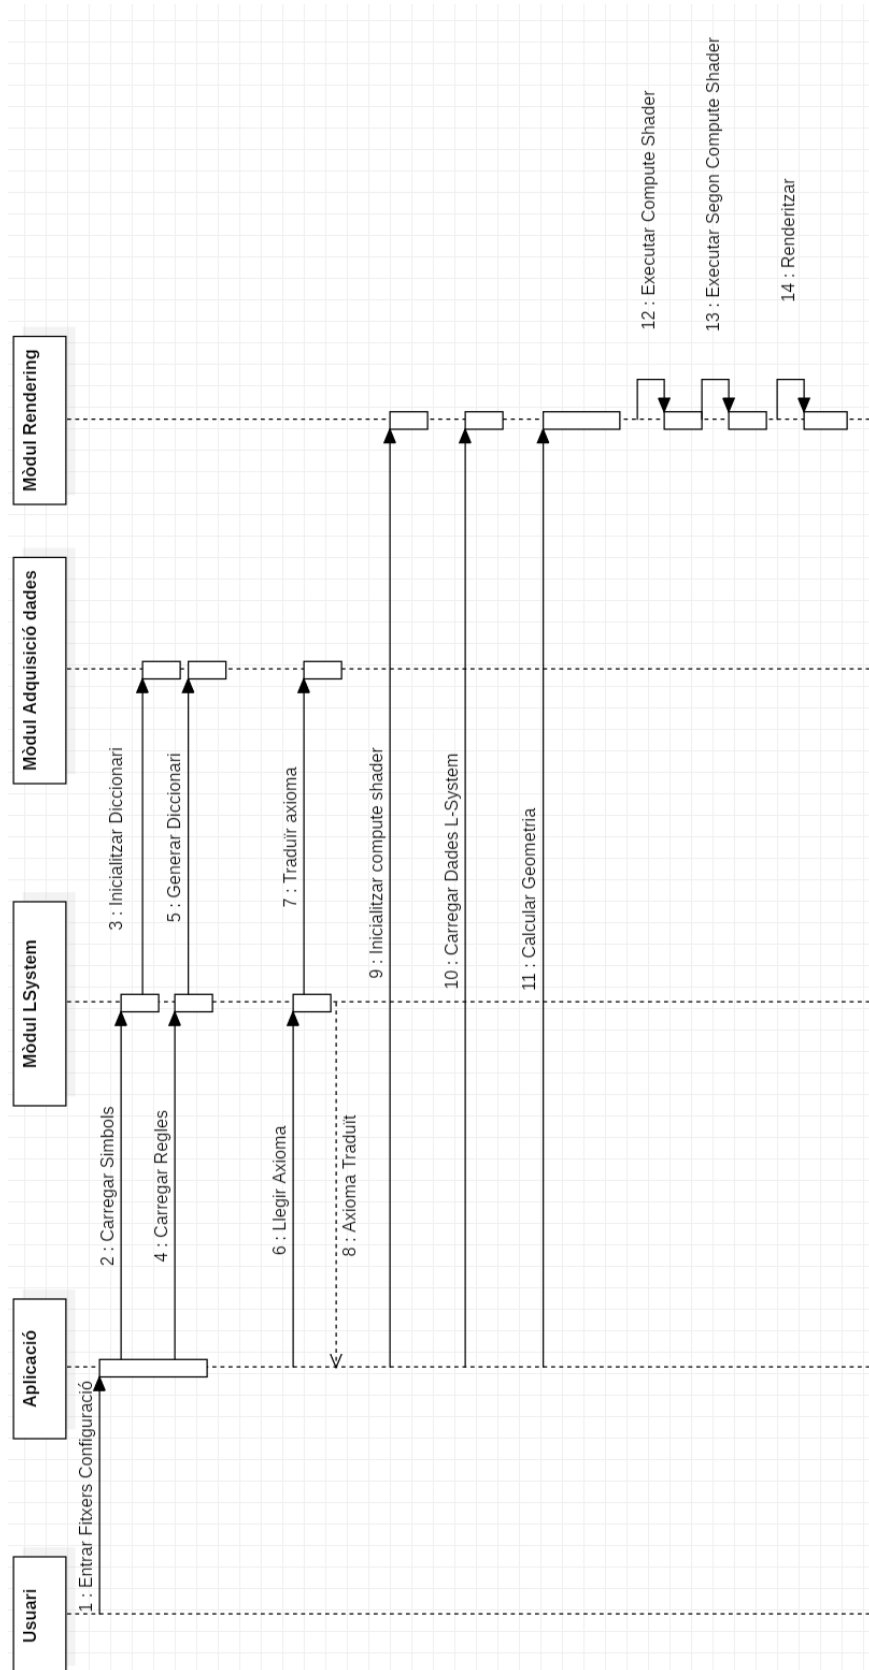 Usuari
Aplicació
Mòdul LSystem
Mòdul Adquisició dades
Mòdul Rendering
1 : Entrar Fitxers Configuració
2 : Carregar Simbols
3 : Inicialitzar Diccionari
4 : Carregar Regles
5 : Generar Diccionari
6 : Llegir Axioma
7 : Traduïr axioma
8 : Axioma Traduït
9 : Inicialitzar compute shader
10 : Carregar Dades L-System
11 : Calcular Geometria
12 : Executar Compute Shader
13 : Executar Segon Compute Shader
14 : Renderitzar